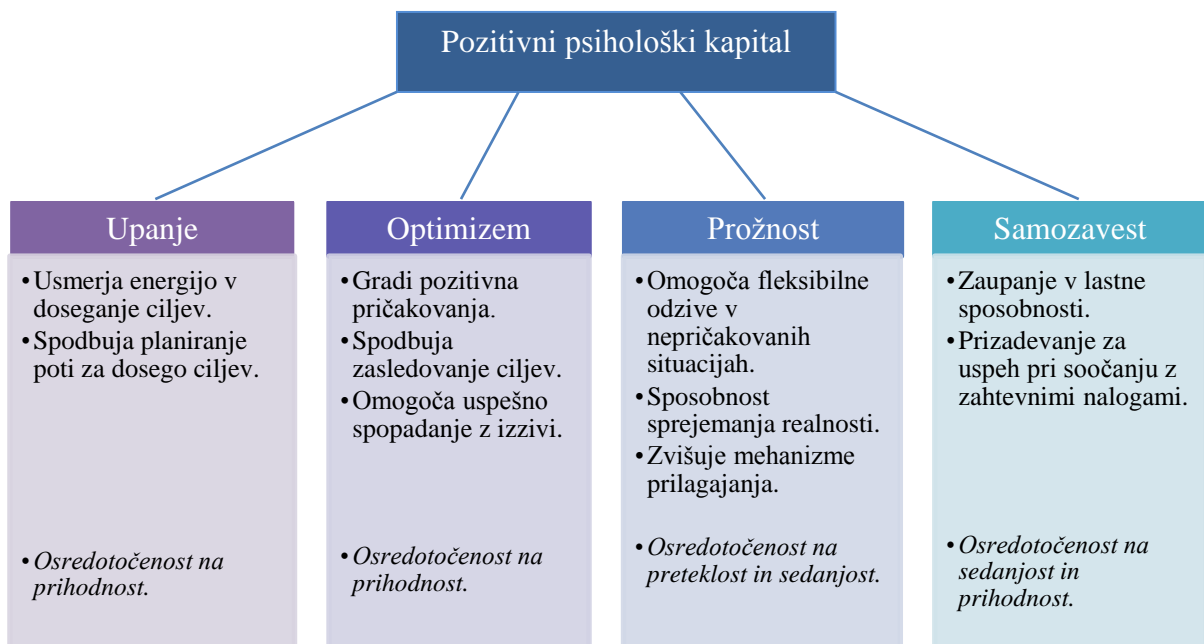 Pozitivni psihološki kapital
Upanje
• Usmerja energijo v
doseganje ciljev.
• Spodbuja planiranje
poti za dosego ciljev.
• Osredotočenost na
prihodnost.
Optimizem
• Gradi pozitivna
pričakovanja.
• Spodbuja
zasledovanje ciljev.
• Omogoča uspešno
spopadanje z izzivi.
• Osredotočenost na
prihodnost.
Prožnost
• Omogoča fleksibilne
odzive v
nepričakovanih
situacijah.
• Sposobnost
sprejemanja realnosti.
• Zvišuje mehanizme
prilagajanja.
• Osredotočenost na
preteklost in sedanjost.
Samozavest
• Zaupanje v lastne
sposobnosti.
• Prizadevanje za
uspeh pri soočanju z
zahtevnimi nalogami.
• Osredotočenost na
sedanjost in
prihodnost.